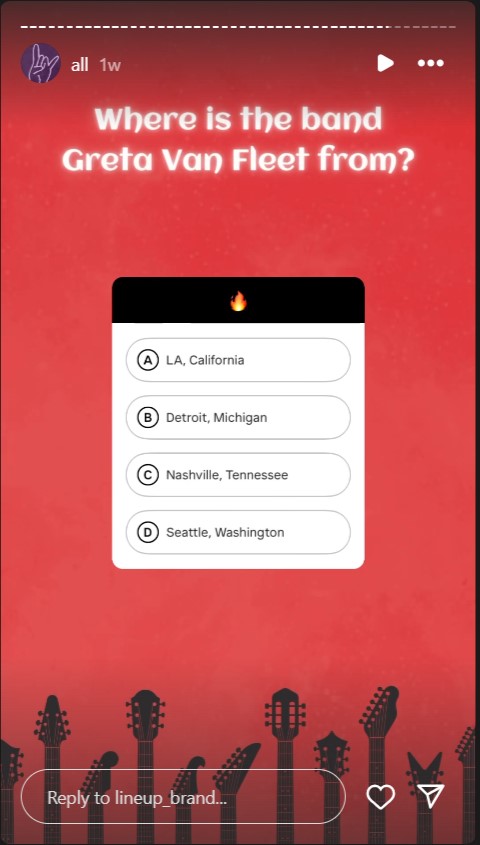 all 1w
Where is the band
Greta Van Fleet from?
A LA, California
B Detroit, Michigan
C Nashville, Tennessee
D Seattle, Washington
Reply to lineup_brand...